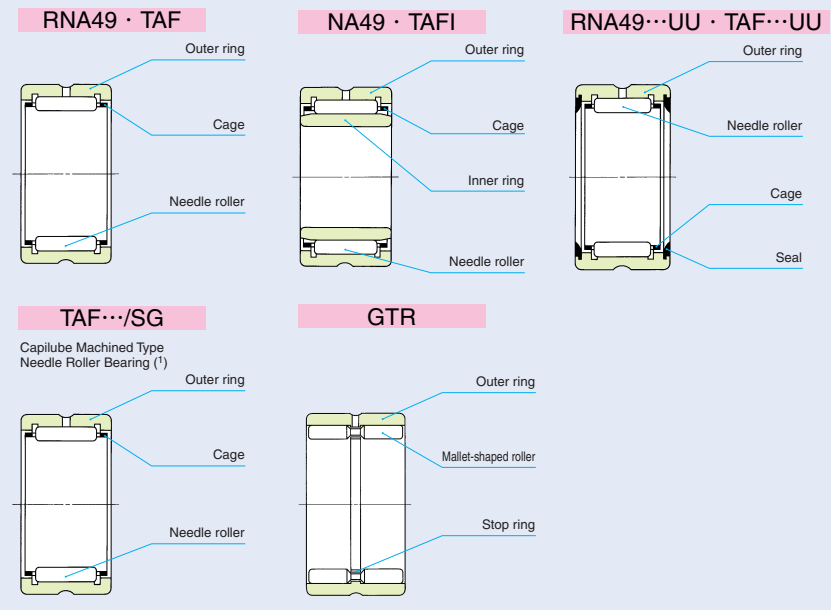 RNA49 · TAF
Outer ring
Cage
Needle roller
NA49 · TAFI
Outer ring
Cage
Inner ring
Needle roller
RNA49···UU · TAF···UU
Outer ring
Needle roller
Cage
Seal
TAF···/SG
Capilube Machined Type
Needle Roller Bearing (1)
Outer ring
Cage
Needle roller
GTR
Outer ring
Mallet-shaped roller
Stop ring